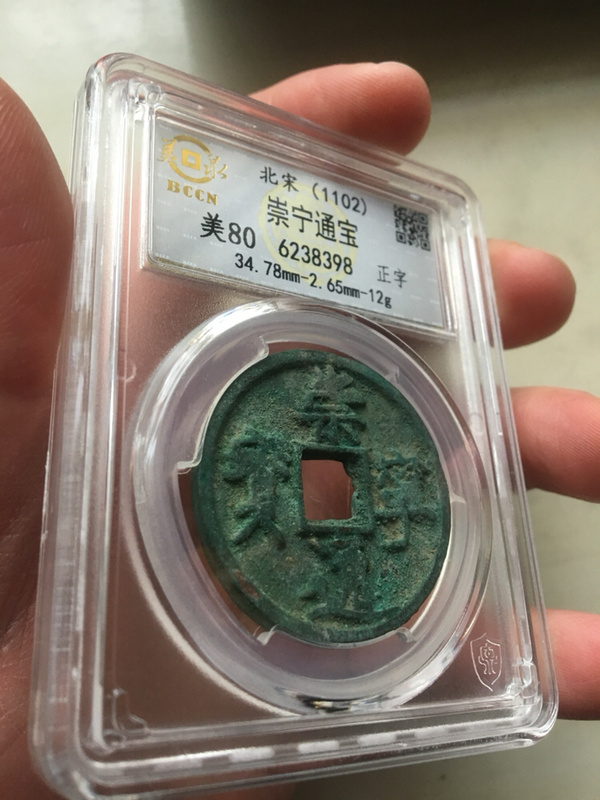 BCCN
北宋 (1102)
崇宁通宝
美80 6238398 正字
34.78mm-2.65mm-12g
崇寧通寳